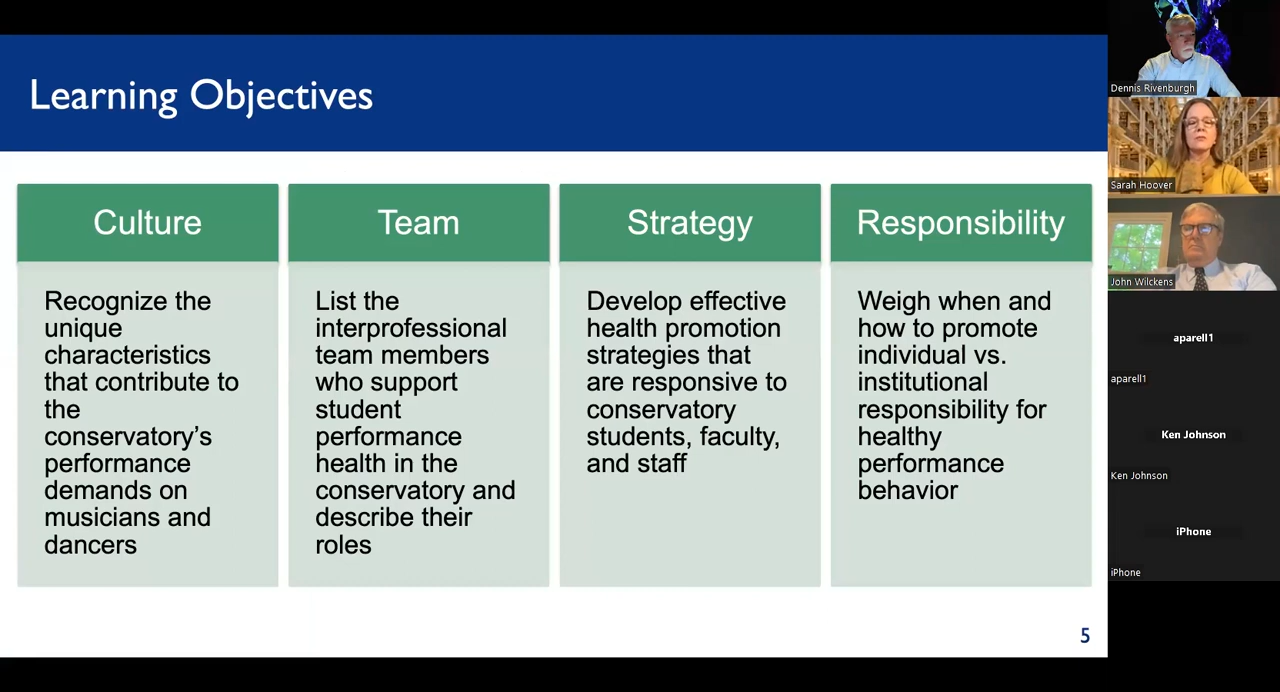 Learning Objectives
Culture
Recognize the
unique
characteristics
that contribute to
the
conservatory’s
performance
demands on
musicians and
dancers
Team
List the
interprofessional
team members
who support
student
performance
health in the
conservatory and
describe their
roles
Strategy
Develop effective
health promotion
strategies that
are responsive to
conservatory
students, faculty,
and staff
Responsibility
Weigh when and
how to promote
individual vs.
institutional
responsibility for
healthy
performance
behavior
5
Dennis Rivenburgh
Sarah Hoover
John Wilckens
aparell1
aparell1
Ken Johnson
Ken Johnson
iPhone
iPhone